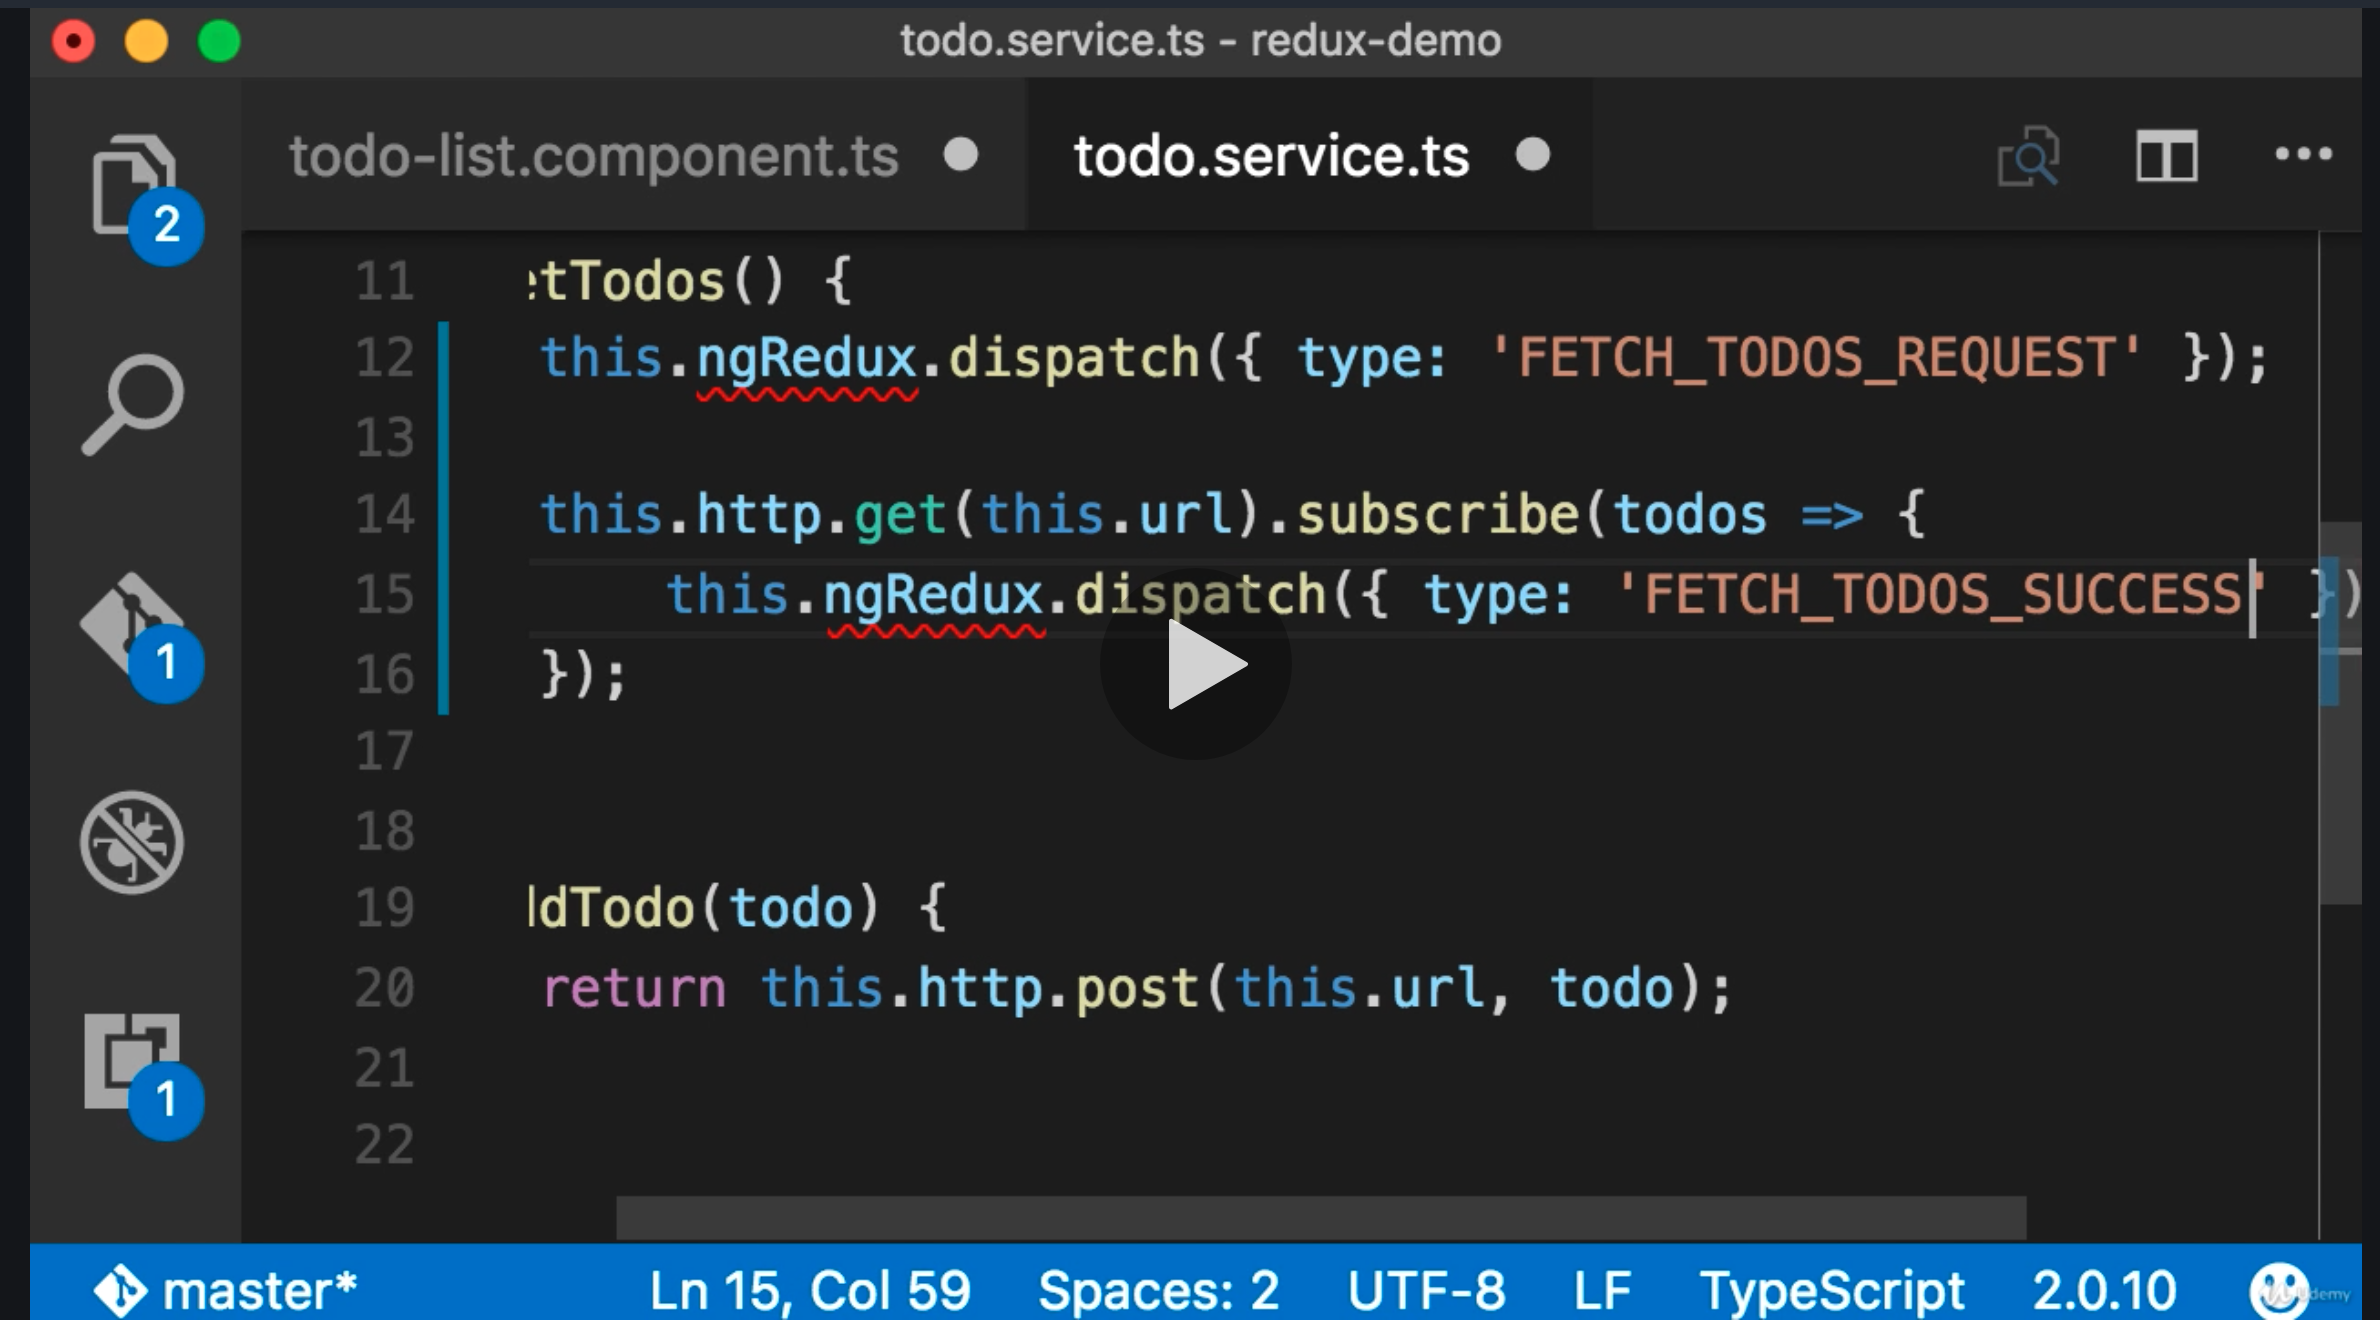 todo.service.ts - redux-demo
todo-list.component.ts todo.service.ts
2
11 tTodos() {
12 this.ngRedux.dispatch({ type: 'FETCH_TODOS_REQUEST' });
13
14 this.http.get(this.url).subscribe(todos => {
15 this.ngRedux.dispatch({ type: 'FETCH_TODOS_SUCCESS' })
1
16 });
17
18
19 dTodo(todo) {
20 return this.http.post(this.url, todo);
21
1
22
master* Ln 15, Col 59 Spaces: 2 UTF-8 LF TypeScript 2.0.10
Udemy